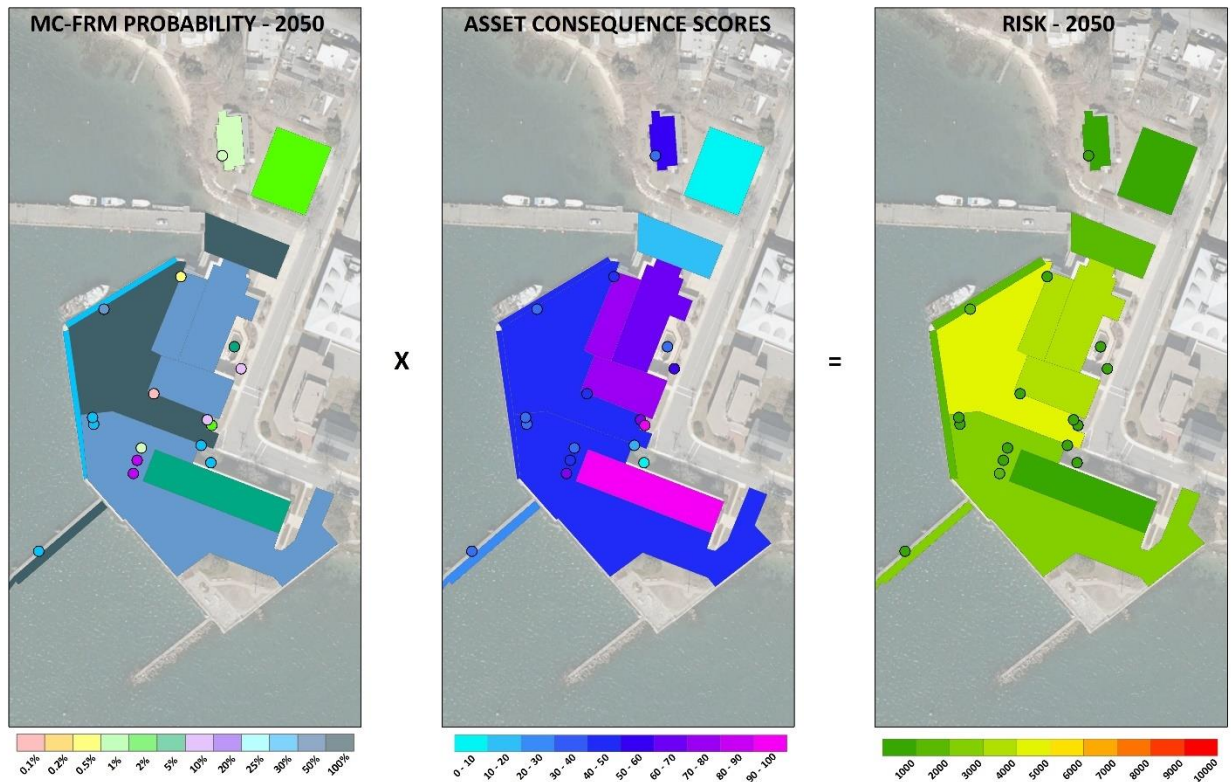 MC-FRM PROBABILITY - 2050
ASSET CONSEQUENCE SCORES
RISK - 2050
X
=
0.1%
0.2%
0.5%
1%
2%
5%
10%
20%
25%
30%
50%
100%
0 - 10
10 - 20
20 - 30
30 - 40
40 - 50
50 - 60
60 - 70
70 - 80
80 - 90
90 - 100
1000
2000
3000
4000
5000
6000
7000
8000
9000
10000